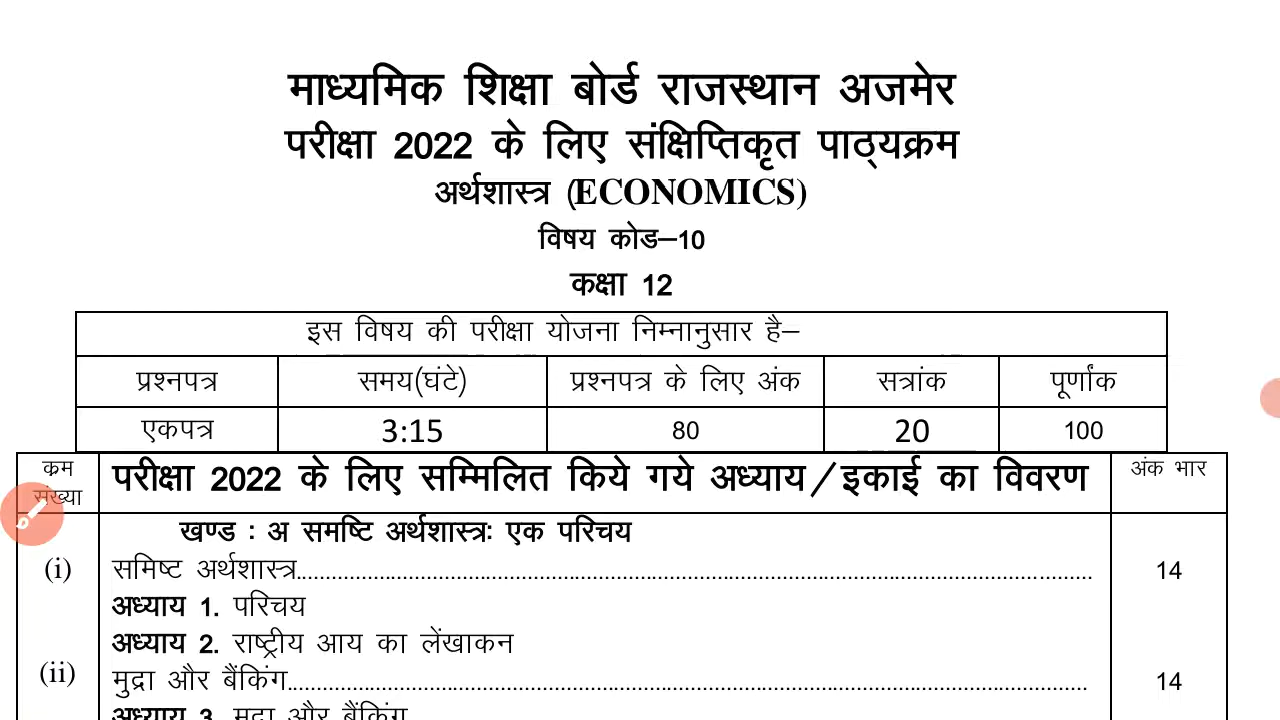 माध्यमिक शिक्षा बोर्ड राजस्थान अजमेर
परीक्षा 2022 के लिए संक्षिप्तिकृत पाठ्यक्रम
अर्थशास्त्र (ECONOMICS)
विषय कोड–10
कक्षा 12
इस विषय की परीक्षा योजना निम्नानुसार है–
प्रश्नपत्र समय(घंटे) प्रश्नपत्र के लिए अंक सत्रांक पूर्णांक
एकपत्र 3:15 80 20 100
क्रम संख्या परीक्षा 2022 के लिए सम्मिलित किये गये अध्याय/इकाई का विवरण अंक भार
खण्ड : अ समष्टि अर्थशास्त्रः एक परिचय
(i) समिष्ट अर्थशास्त्र........................................ 14
अध्याय 1. परिचय
अध्याय 2. राष्ट्रीय आय का लेंखाकन
(ii) मुद्रा और बैंकिंग........................................ 14
अध्याय 3. मुद्रा और बैंकिंग